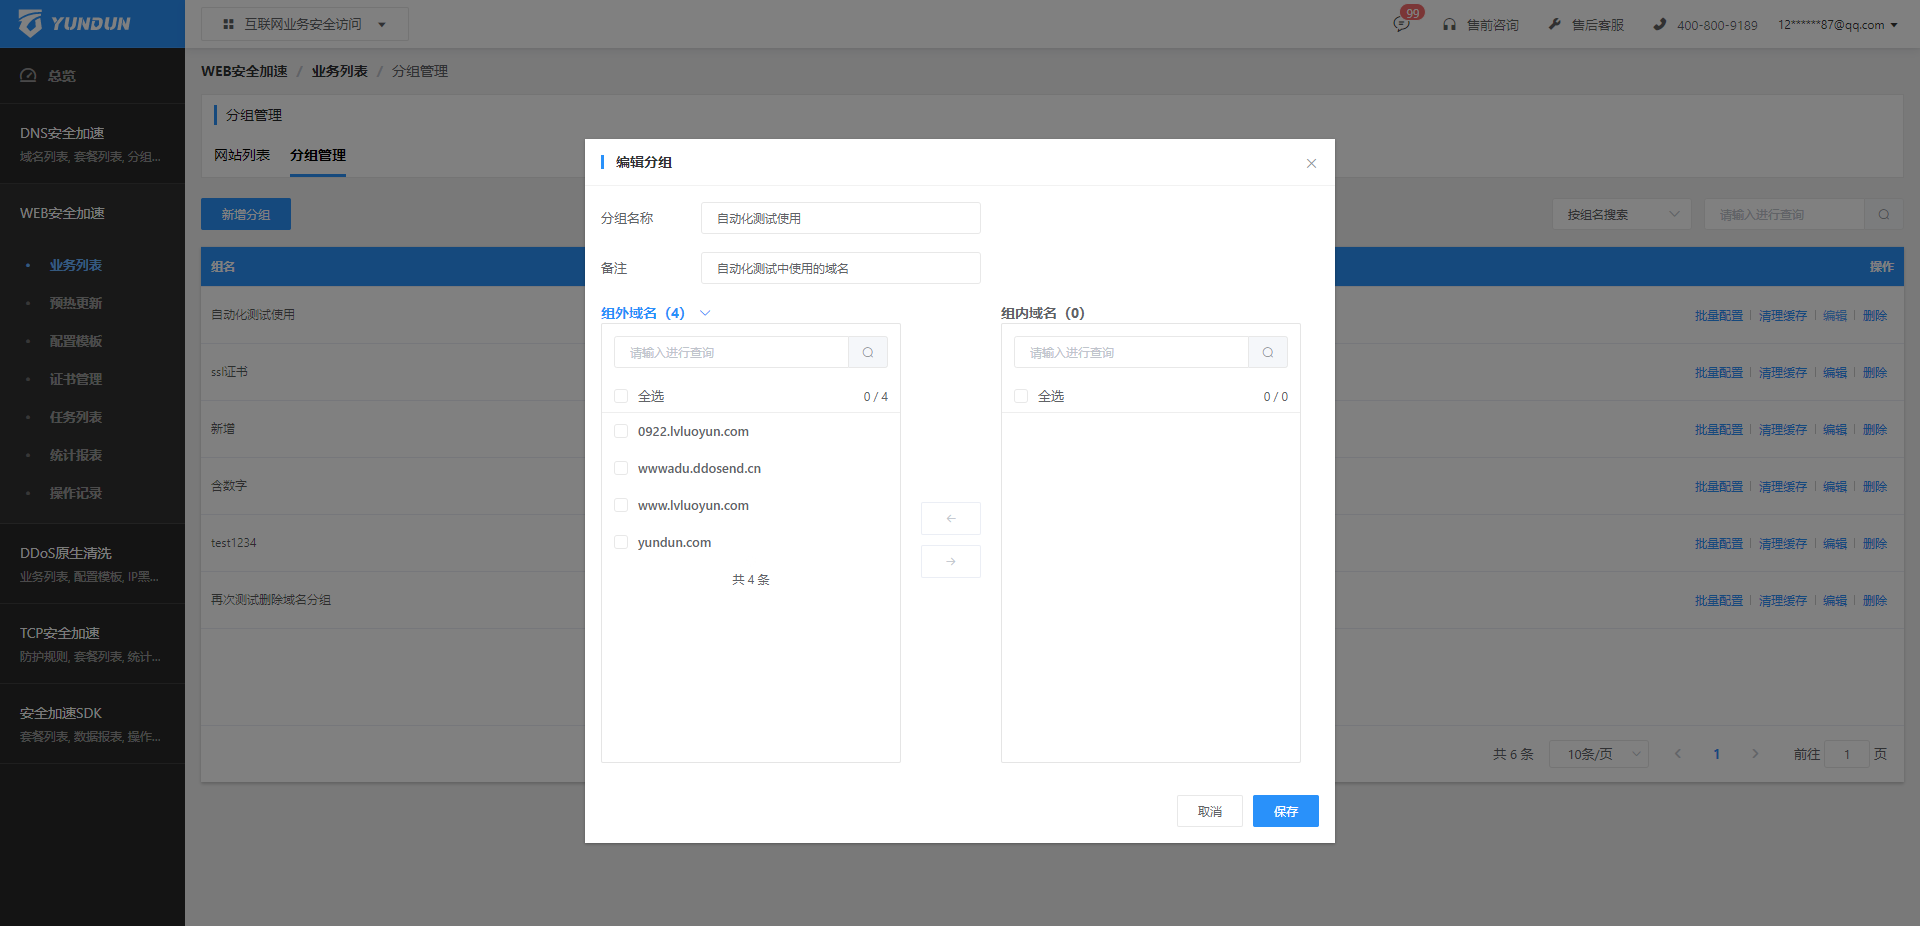 YUNDUN
互联网业务安全访问
99
售前咨询
售后客服
400-800-9189
12******87@qq.com
总览
DNS安全加速
域名列表, 套餐列表, 分组...
WEB安全加速
业务列表
预热更新
配置模板
证书管理
任务列表
统计报表
操作记录
DDoS原生清洗
业务列表, 配置模板, IP黑...
TCP安全加速
防护规则, 套餐列表, 统计...
安全加速SDK
套餐列表, 数据报表, 操作...
WEB安全加速 / 业务列表 / 分组管理
分组管理
网站列表 分组管理
新增分组
按组名搜索
请输入进行查询
组名 操作
自动化测试使用 批量配置 清理缓存 编辑 删除
ssl证书 批量配置 清理缓存 编辑 删除
新增 批量配置 清理缓存 编辑 删除
含数字 批量配置 清理缓存 编辑 删除
test1234 批量配置 清理缓存 编辑 删除
再次测试删除域名分组 批量配置 清理缓存 编辑 删除
共 6 条 10条/页 1 前往 1 页
编辑分组
分组名称 自动化测试使用
备注 自动化测试中使用的域名
组外域名（4）
请输入进行查询
全选 0 / 4
0922.lvluoyun.com
wwwadu.ddosend.cn
www.lvluoyun.com
yundun.com
共 4 条
组内域名（0）
请输入进行查询
全选 0 / 0
取消 保存